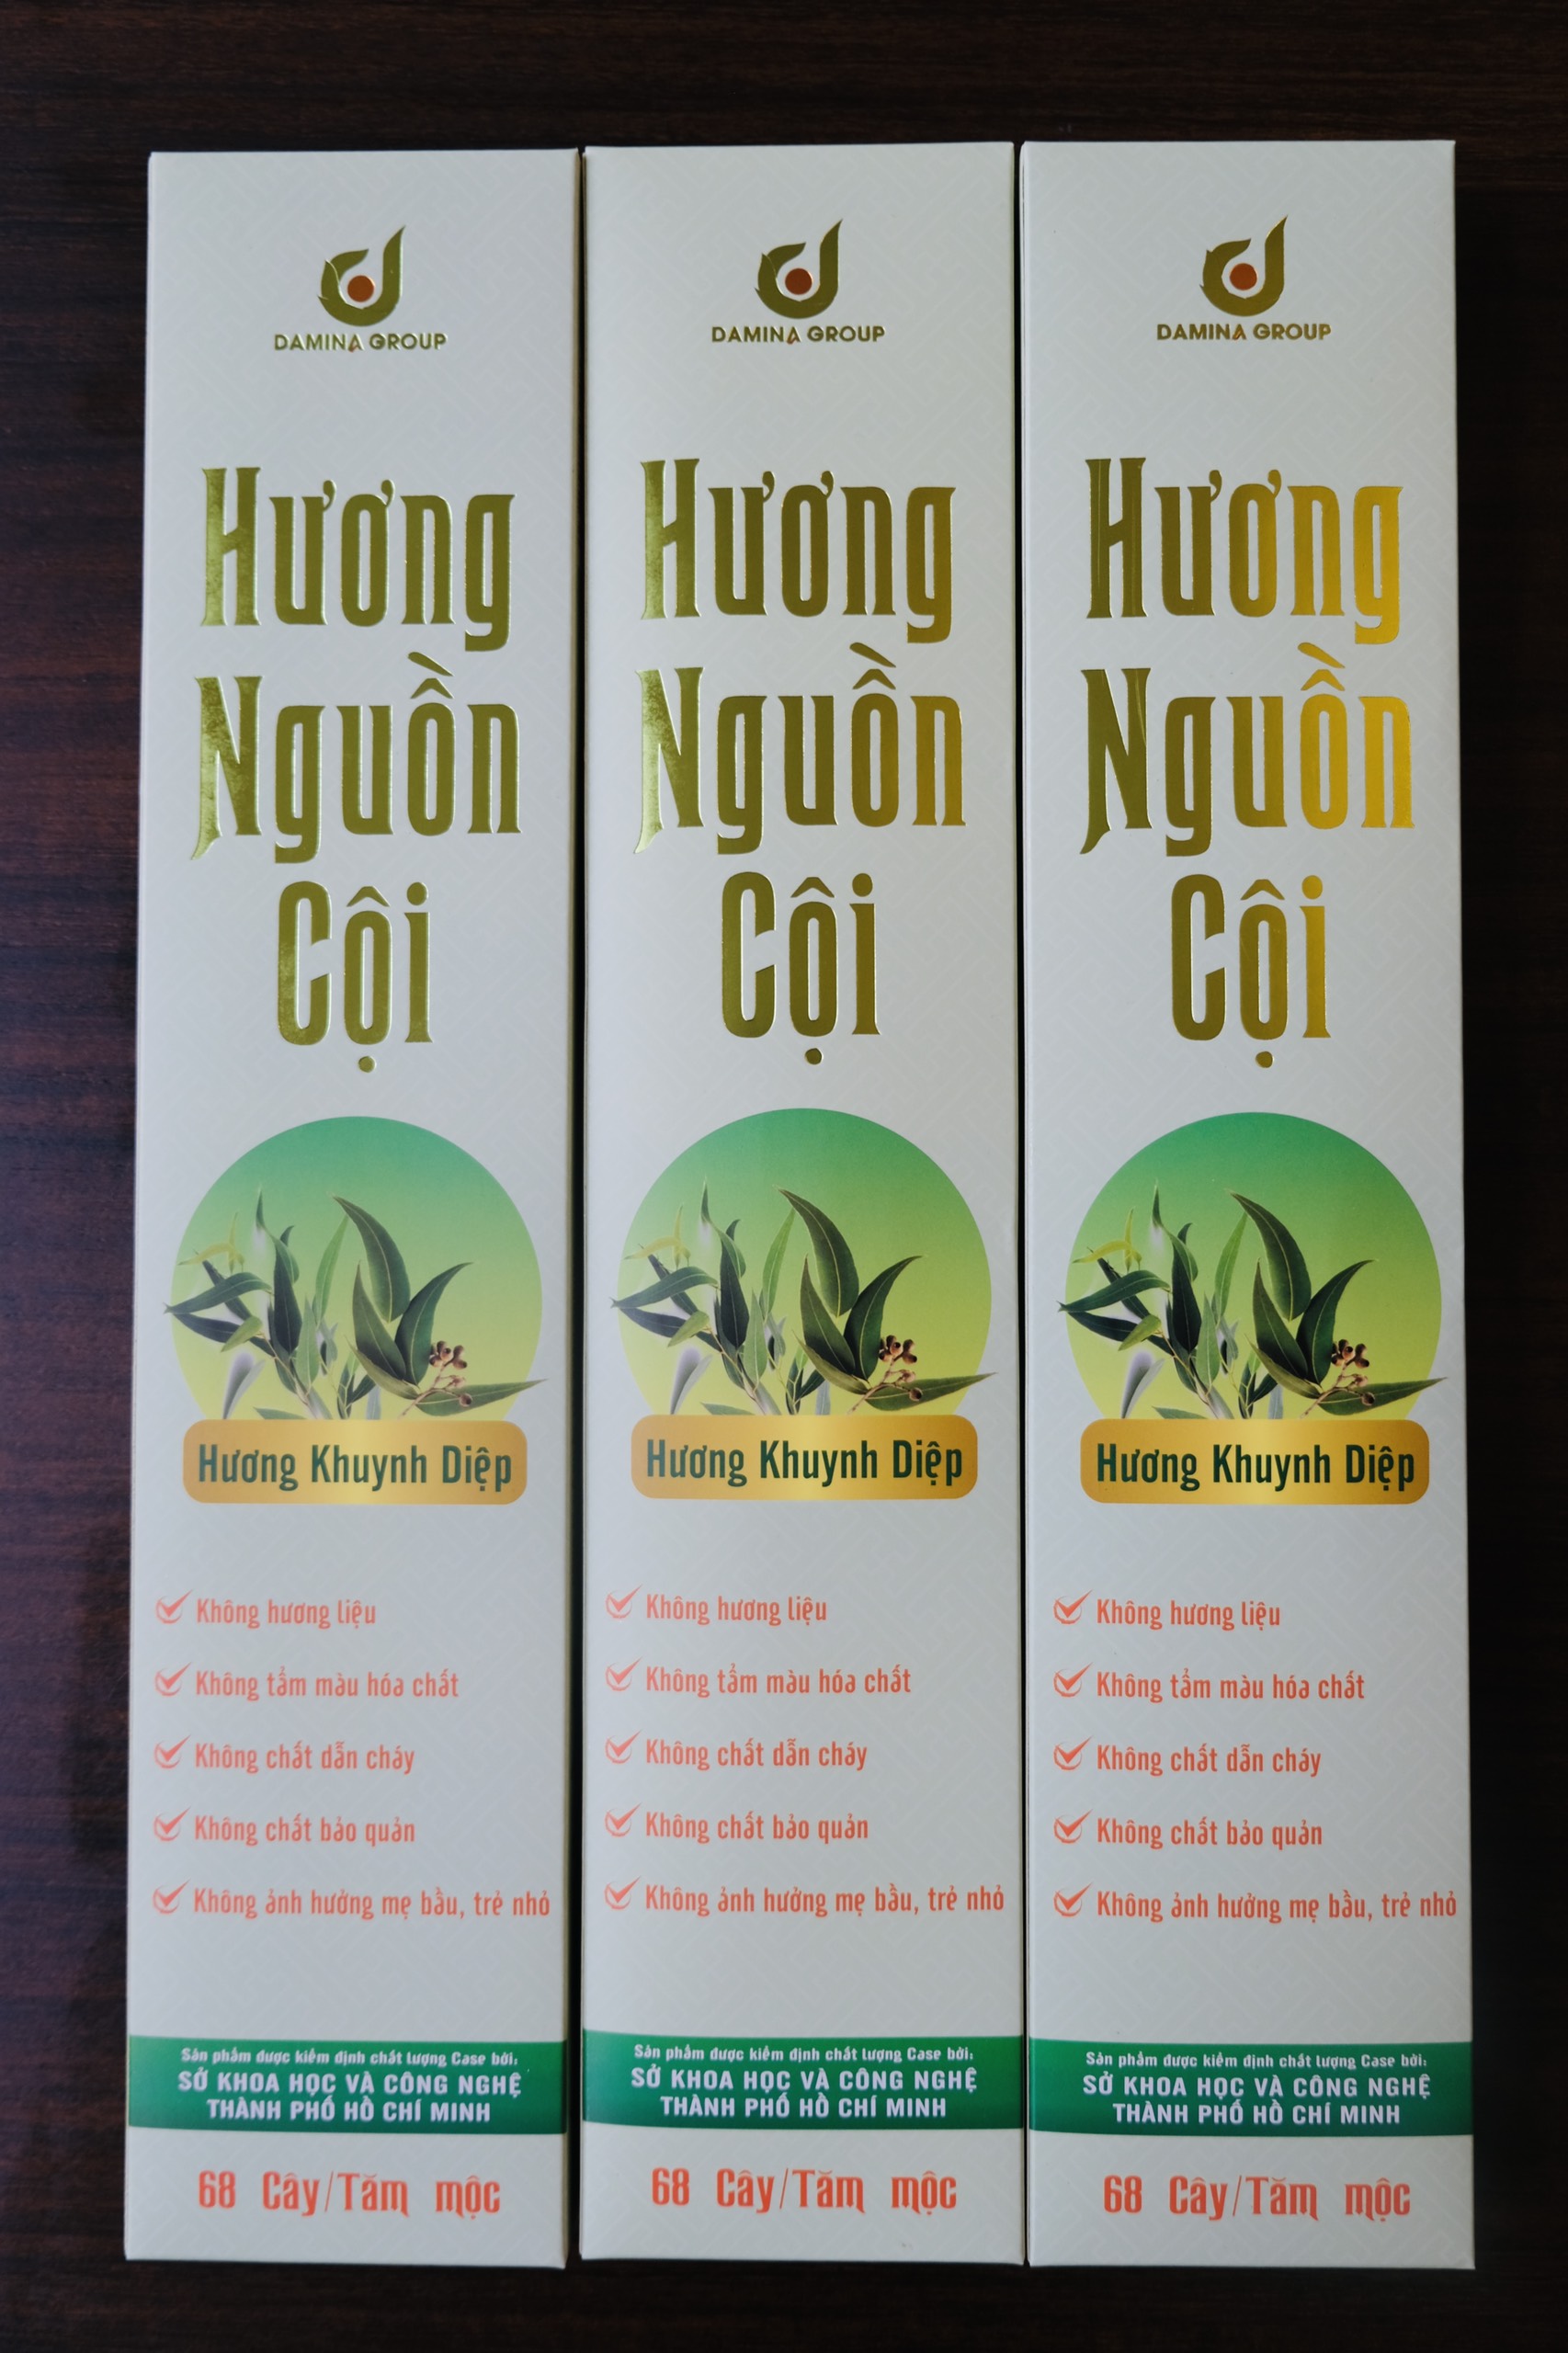 DAMINA GROUP
Hương
Nguồn
Cội
Hương Khuynh Diệp
Không hương liệu
Không tẩm màu hóa chất
Không chất dẫn cháy
Không chất bảo quản
Không ảnh hưởng mẹ bầu, trẻ nhỏ
Sản phẩm được kiểm định chất lượng Case bởi:
SỞ KHOA HỌC VÀ CÔNG NGHỆ
THÀNH PHỐ HỒ CHÍ MINH
68 Cây/Tăm mộc
DAMINA GROUP
Hương
Nguồn
Cội
Hương Khuynh Diệp
Không hương liệu
Không tẩm màu hóa chất
Không chất dẫn cháy
Không chất bảo quản
Không ảnh hưởng mẹ bầu, trẻ nhỏ
Sản phẩm được kiểm định chất lượng Case bởi:
SỞ KHOA HỌC VÀ CÔNG NGHỆ
THÀNH PHỐ HỒ CHÍ MINH
68 Cây/Tăm mộc
DAMINA GROUP
Hương
Nguồn
Cội
Hương Khuynh Diệp
Không hương liệu
Không tẩm màu hóa chất
Không chất dẫn cháy
Không chất bảo quản
Không ảnh hưởng mẹ bầu, trẻ nhỏ
Sản phẩm được kiểm định chất lượng Case bởi:
SỞ KHOA HỌC VÀ CÔNG NGHỆ
THÀNH PHỐ HỒ CHÍ MINH
68 Cây/Tăm mộc